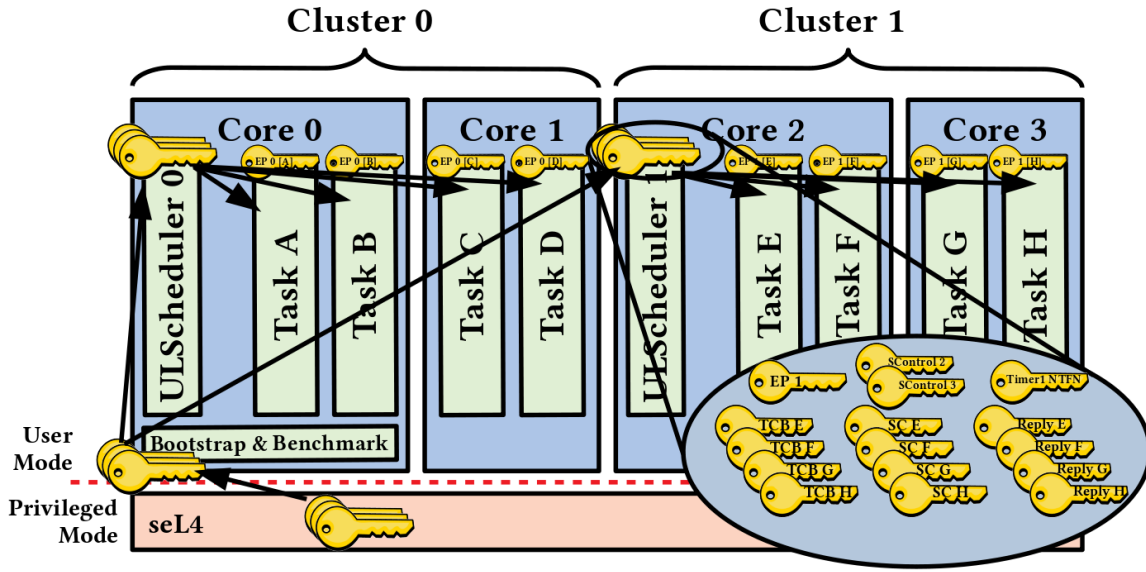 Cluster 0
Cluster 1
Core 0
Core 1
Core 2
Core 3
EP 0 [A]
EP 0 [B]
EP 0 [C]
EP 0 [D]
EP 1 [E]
EP 1 [F]
EP 1 [G]
EP 1 [H]
ULScheduler 0
Task A
Task B
Task C
Task D
ULScheduler 1
Task E
Task F
Task G
Task H
EP 1
SControl 2
SControl 3
Timer1 NTFN
TCB E
TCB F
TCB G
TCB H
SC E
SC F
SC G
SC H
Reply E
Reply F
Reply G
Reply H
Bootstrap & Benchmark
User
Mode
Privileged
Mode
seL4